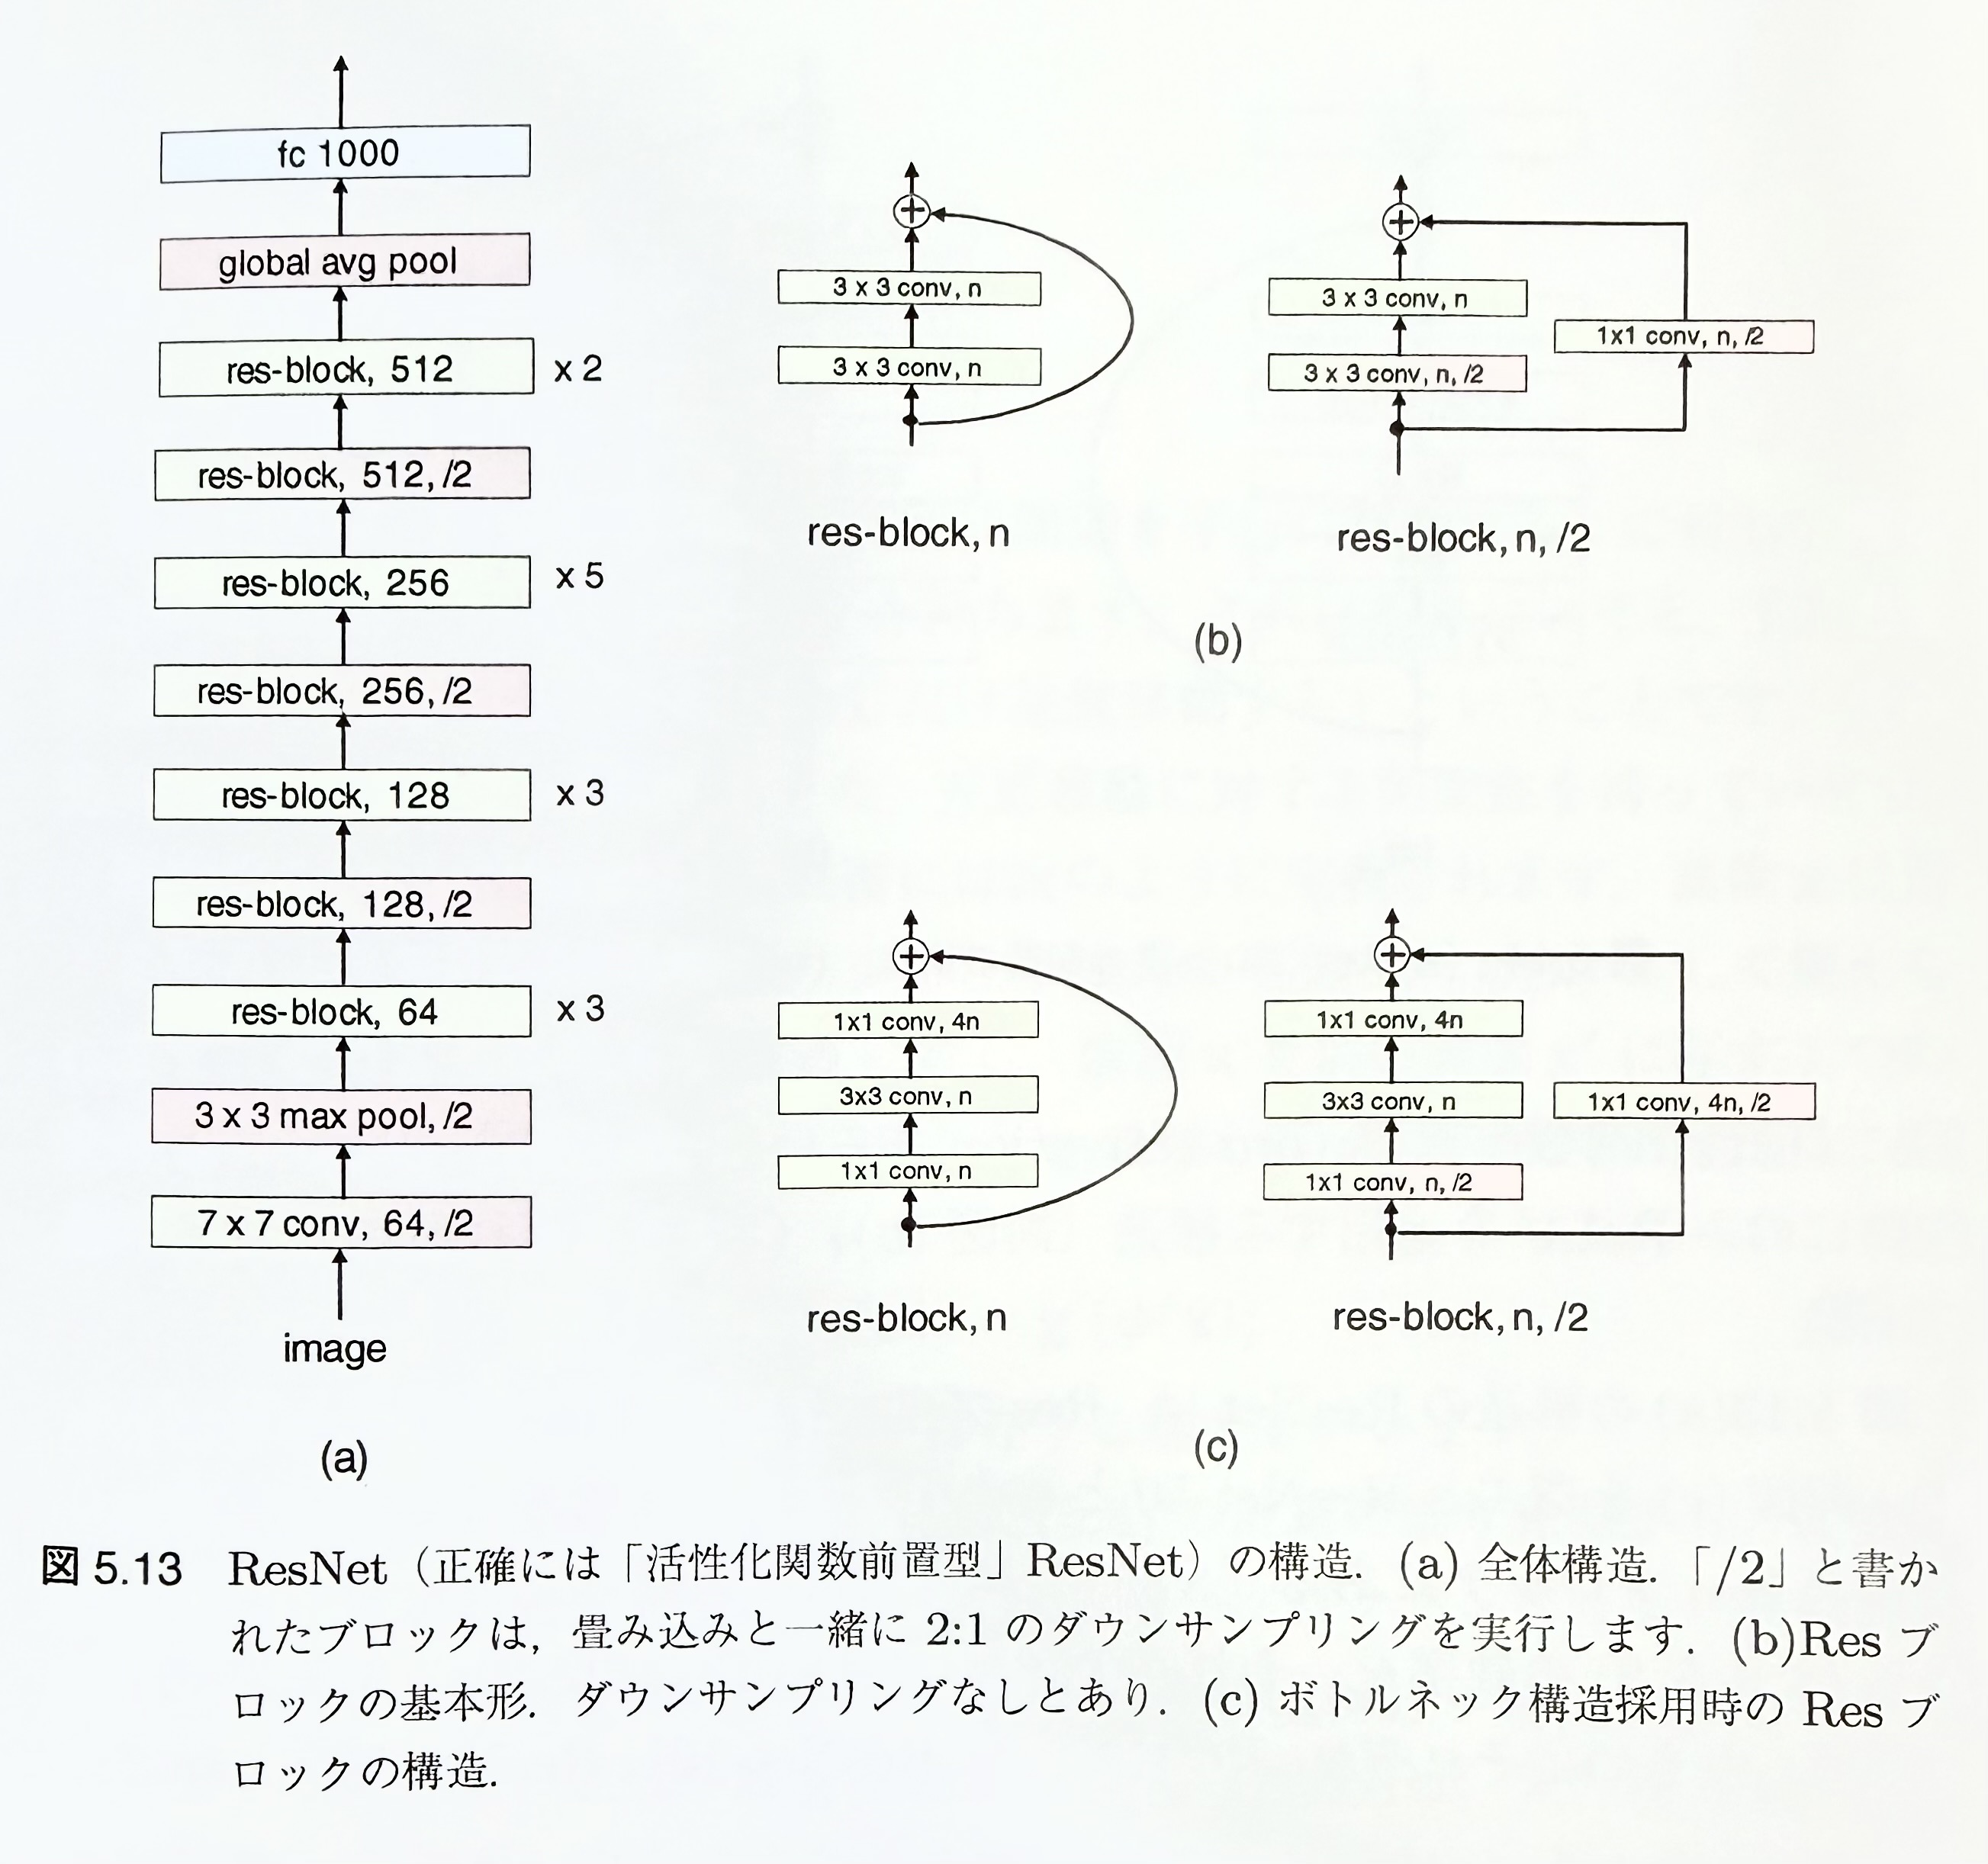 fc 1000
global avg pool
res-block, 512 x 2
res-block, 512, /2
res-block, 256 x 5
res-block, 256, /2
res-block, 128 x 3
res-block, 128, /2
res-block, 64 x 3
3 x 3 max pool, /2
7 x 7 conv, 64, /2
image
(a)
3 x 3 conv, n
3 x 3 conv, n
res-block, n
3 x 3 conv, n
1x1 conv, n, /2
3 x 3 conv, n, /2
res-block, n, /2
(b)
1x1 conv, 4n
3x3 conv, n
1x1 conv, n
res-block, n
1x1 conv, 4n
3x3 conv, n
1x1 conv, 4n, /2
1x1 conv, n, /2
res-block, n, /2
(c)
図 5.13 ResNet（正確には「活性化関数前置型」ResNet）の構造．(a) 全体構造．「/2」と書か
れたブロックは，畳み込みと一緒に 2:1 のダウンサンプリングを実行します．(b)Res ブ
ロックの基本形．ダウンサンプリングなしとあり．(c) ボトルネック構造採用時の Res ブ
ロックの構造．